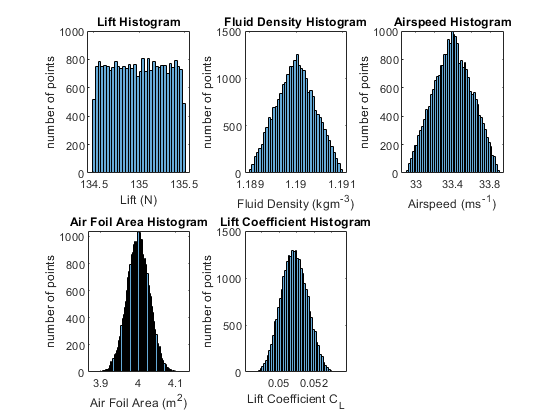 Lift Histogram
number of points
1000
800
600
400
200
0
134.5 135 135.5
Lift (N)
Fluid Density Histogram
number of points
1500
1000
500
0
1.189 1.19 1.191
Fluid Density (kgm⁻³)
Airspeed Histogram
number of points
1000
800
600
400
200
0
33 33.4 33.8
Airspeed (ms⁻¹)
Air Foil Area Histogram
number of points
1000
800
600
400
200
0
3.9 4 4.1
Air Foil Area (m²)
Lift Coefficient Histogram
number of points
1500
1000
500
0
0.05 0.052
Lift Coefficient C_L